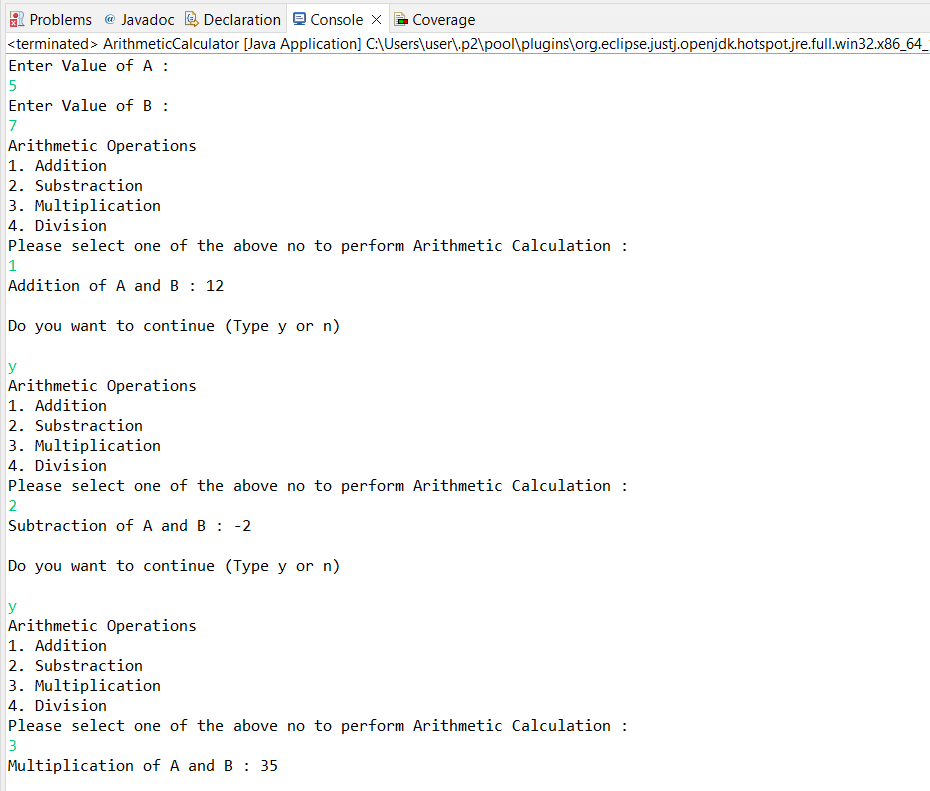 Problems @ Javadoc Declaration Console Coverage
<terminated> ArithmeticCalculator [Java Application] C:\Users\user\.p2\pool\plugins\org.eclipse.justj.openjdk.hotspot.jre.full.win32.x86_64_
Enter Value of A :
5
Enter Value of B :
7
Arithmetic Operations
1. Addition
2. Substraction
3. Multiplication
4. Division
Please select one of the above no to perform Arithmetic Calculation :
1
Addition of A and B : 12
Do you want to continue (Type y or n)
y
Arithmetic Operations
1. Addition
2. Substraction
3. Multiplication
4. Division
Please select one of the above no to perform Arithmetic Calculation :
2
Subtraction of A and B : -2
Do you want to continue (Type y or n)
y
Arithmetic Operations
1. Addition
2. Substraction
3. Multiplication
4. Division
Please select one of the above no to perform Arithmetic Calculation :
3
Multiplication of A and B : 35